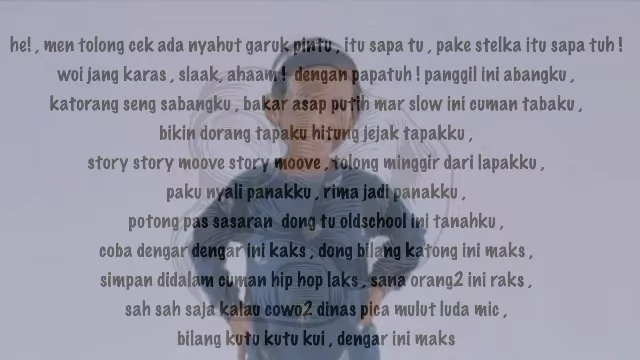 he! , men tolong cek ada nyahut garuk pintu , itu sapa tu , pake stelka itu sapa tuh !
woi jang karas , slaak, ahaam ! dengan papatuh ! panggil ini abangku ,
katorang seng sabangku , bakar asap putih mar slow ini cuman tabaku ,
bikin dorang tapaku hitung jejak tapakku ,
story story moove story moove , tolong minggir dari lapakku ,
paku nyali panakku , rima jadi panakku ,
potong pas sasaran dong tu oldschool ini tanahku ,
coba dengar dengar ini kaks , dong bilang katong ini maks ,
simpan didalam cuman hip hop laks , sana orang2 ini raks ,
sah sah saja kalau cowo2 dinas pica mulut luda mic ,
bilang kutu kutu kui , dengar ini maks